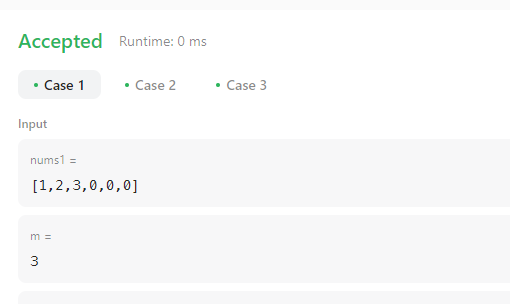 Accepted Runtime: 0 ms
• Case 1 • Case 2 • Case 3
Input
nums1 =
[1,2,3,0,0,0]
m =
3